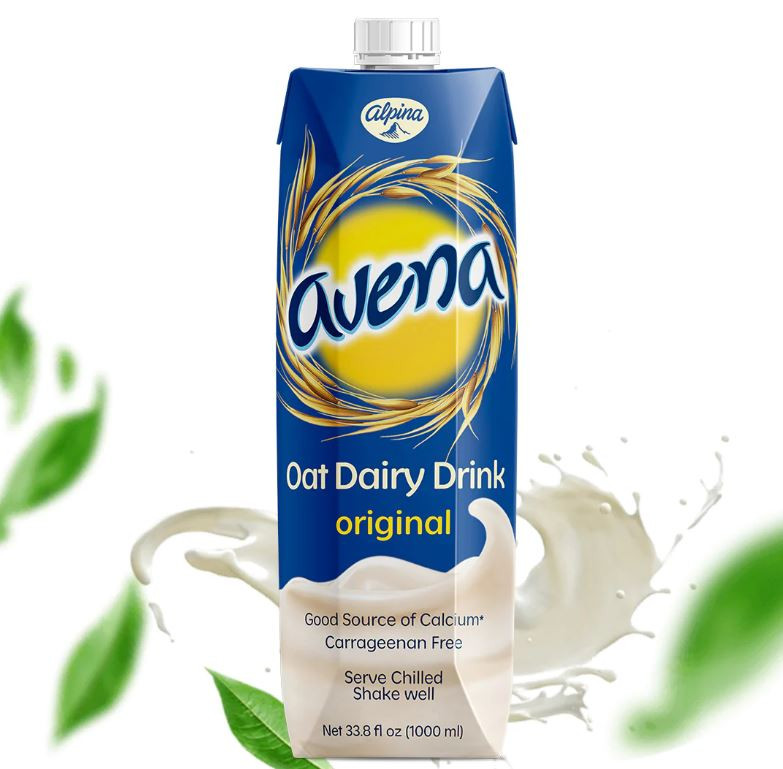 alpina
avena
Oat Dairy Drink
original
Good Source of Calcium*
Carrageenan Free
Serve Chilled
Shake well
Net 33.8 fl oz (1000 ml)